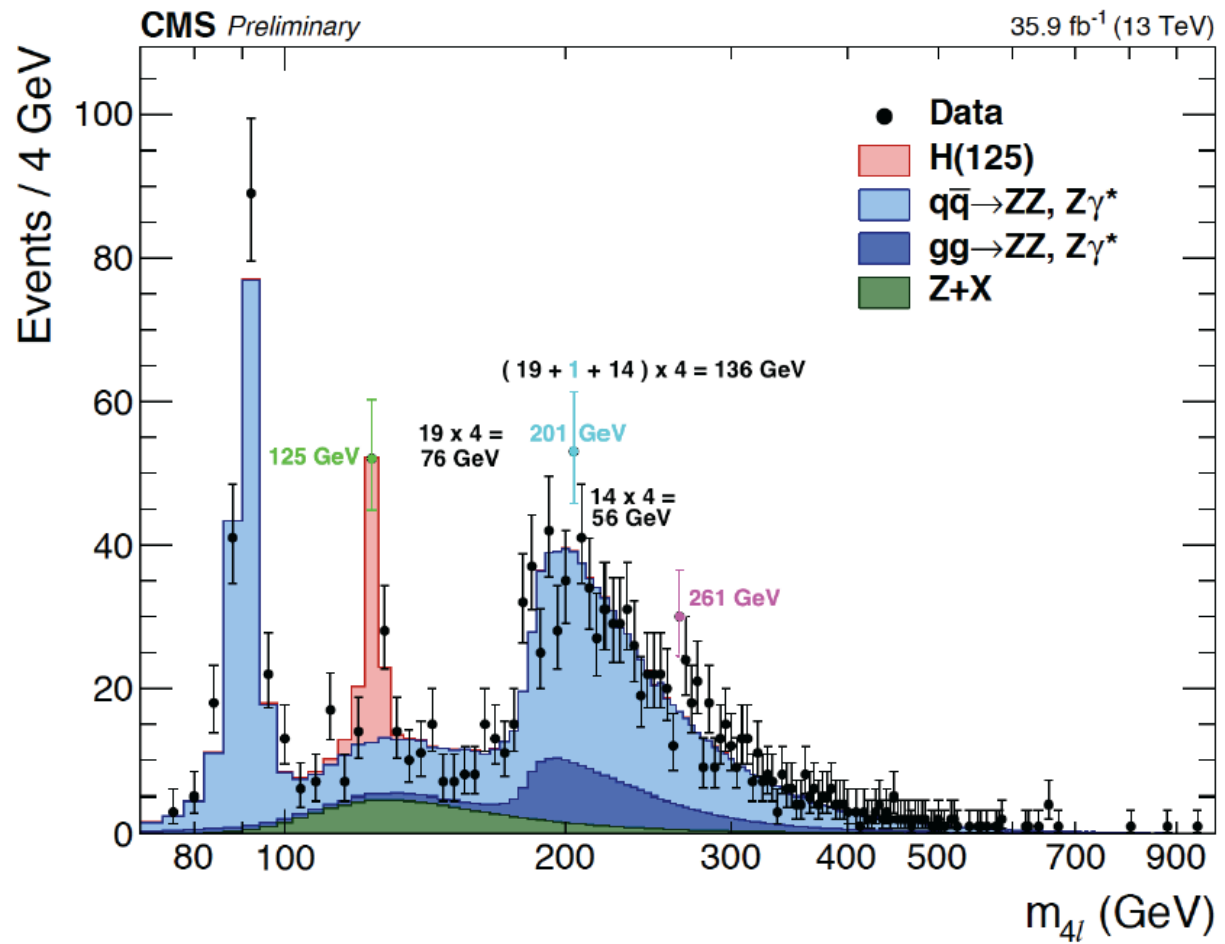 CMS Preliminary
35.9 fb⁻¹ (13 TeV)
Events / 4 GeV
100
80
60
40
20
0
Data
H(125)
qq̅→ZZ, Zγ*
gg→ZZ, Zγ*
Z+X
( 19 + 1 + 14 ) x 4 = 136 GeV
125 GeV
19 x 4 =
76 GeV
201 GeV
14 x 4 =
56 GeV
261 GeV
80
100
200
300
400
500
700
900
m₄ₗ (GeV)